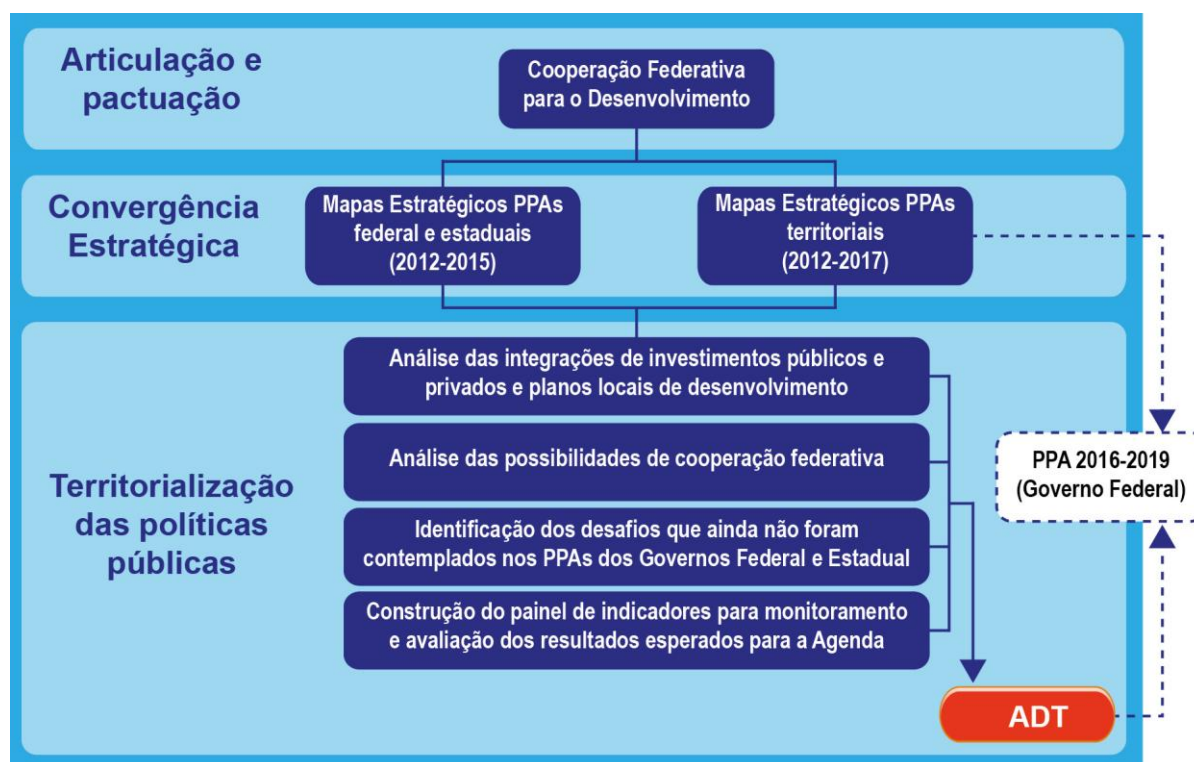 Articulação e
pactuação
Cooperação Federativa
para o Desenvolvimento
Convergência
Estratégica
Mapas Estratégicos PPAs
federal e estaduais
(2012-2015)
Mapas Estratégicos PPAs
territoriais
(2012-2017)
Territorialização
das políticas
públicas
Análise das integrações de investimentos públicos e
privados e planos locais de desenvolvimento
Análise das possibilidades de cooperação federativa
Identificação dos desafios que ainda não foram
contemplados nos PPAs dos Governos Federal e Estadual
Construção do painel de indicadores para monitoramento
e avaliação dos resultados esperados para a Agenda
PPA 2016-2019
(Governo Federal)
ADT